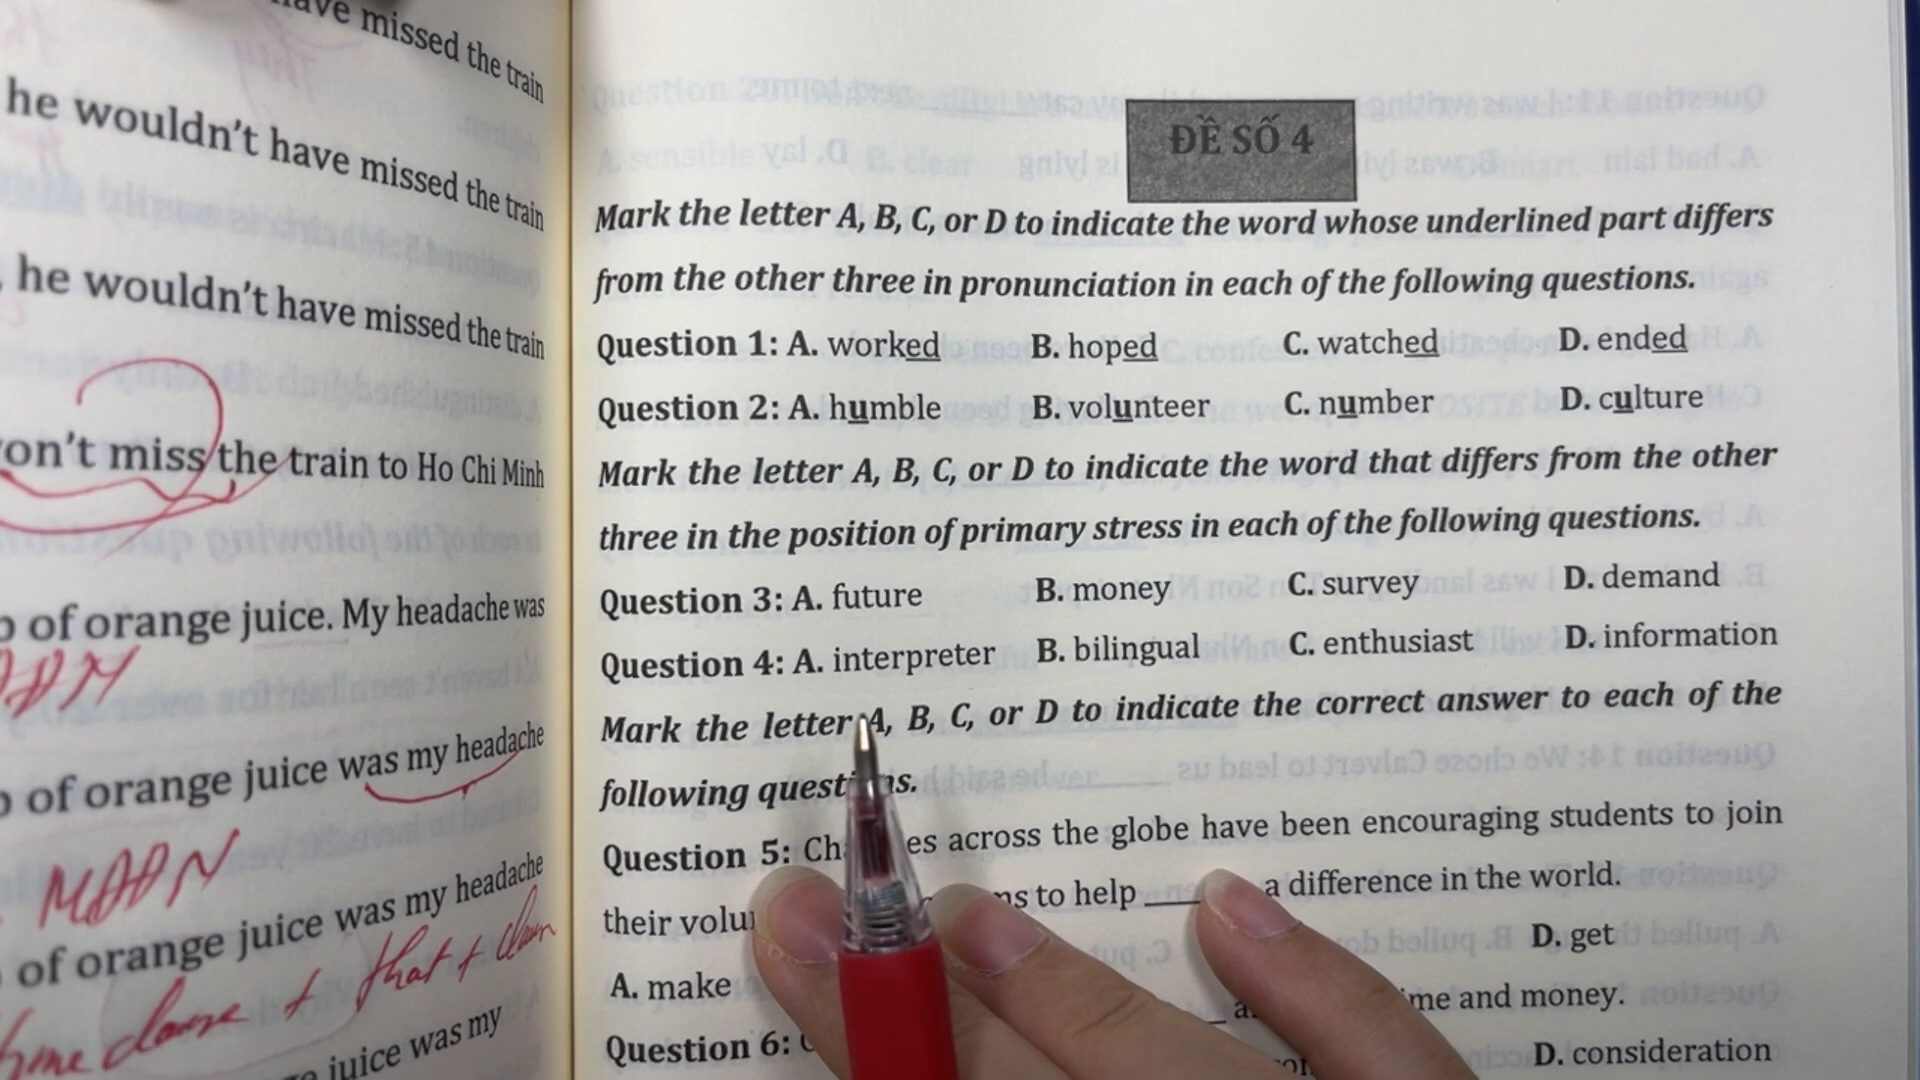 have missed the train
he wouldn't have missed the train
he wouldn't have missed the train
on't miss the train to Ho Chi Minh
of orange juice. My headache was
of orange juice was my headache
MAON
of orange juice was my headache
clause + that +
juice was my
ĐỀ SỐ 4
Mark the letter A, B, C, or D to indicate the word whose underlined part differs
from the other three in pronunciation in each of the following questions.
Question 1: A. worked B. hoped C. watched D. ended
Question 2: A. humble B. volunteer C. number D. culture
Mark the letter A, B, C, or D to indicate the word that differs from the other
three in the position of primary stress in each of the following questions.
Question 3: A. future B. money C. survey D. demand
Question 4: A. interpreter B. bilingual C. enthusiast D. information
Mark the letter A, B, C, or D to indicate the correct answer to each of the
following questions.
Question 5: across the globe have been encouraging students to join
their to help ____ a difference in the world.
A. make D. get
Question 6: and money.
D. consideration